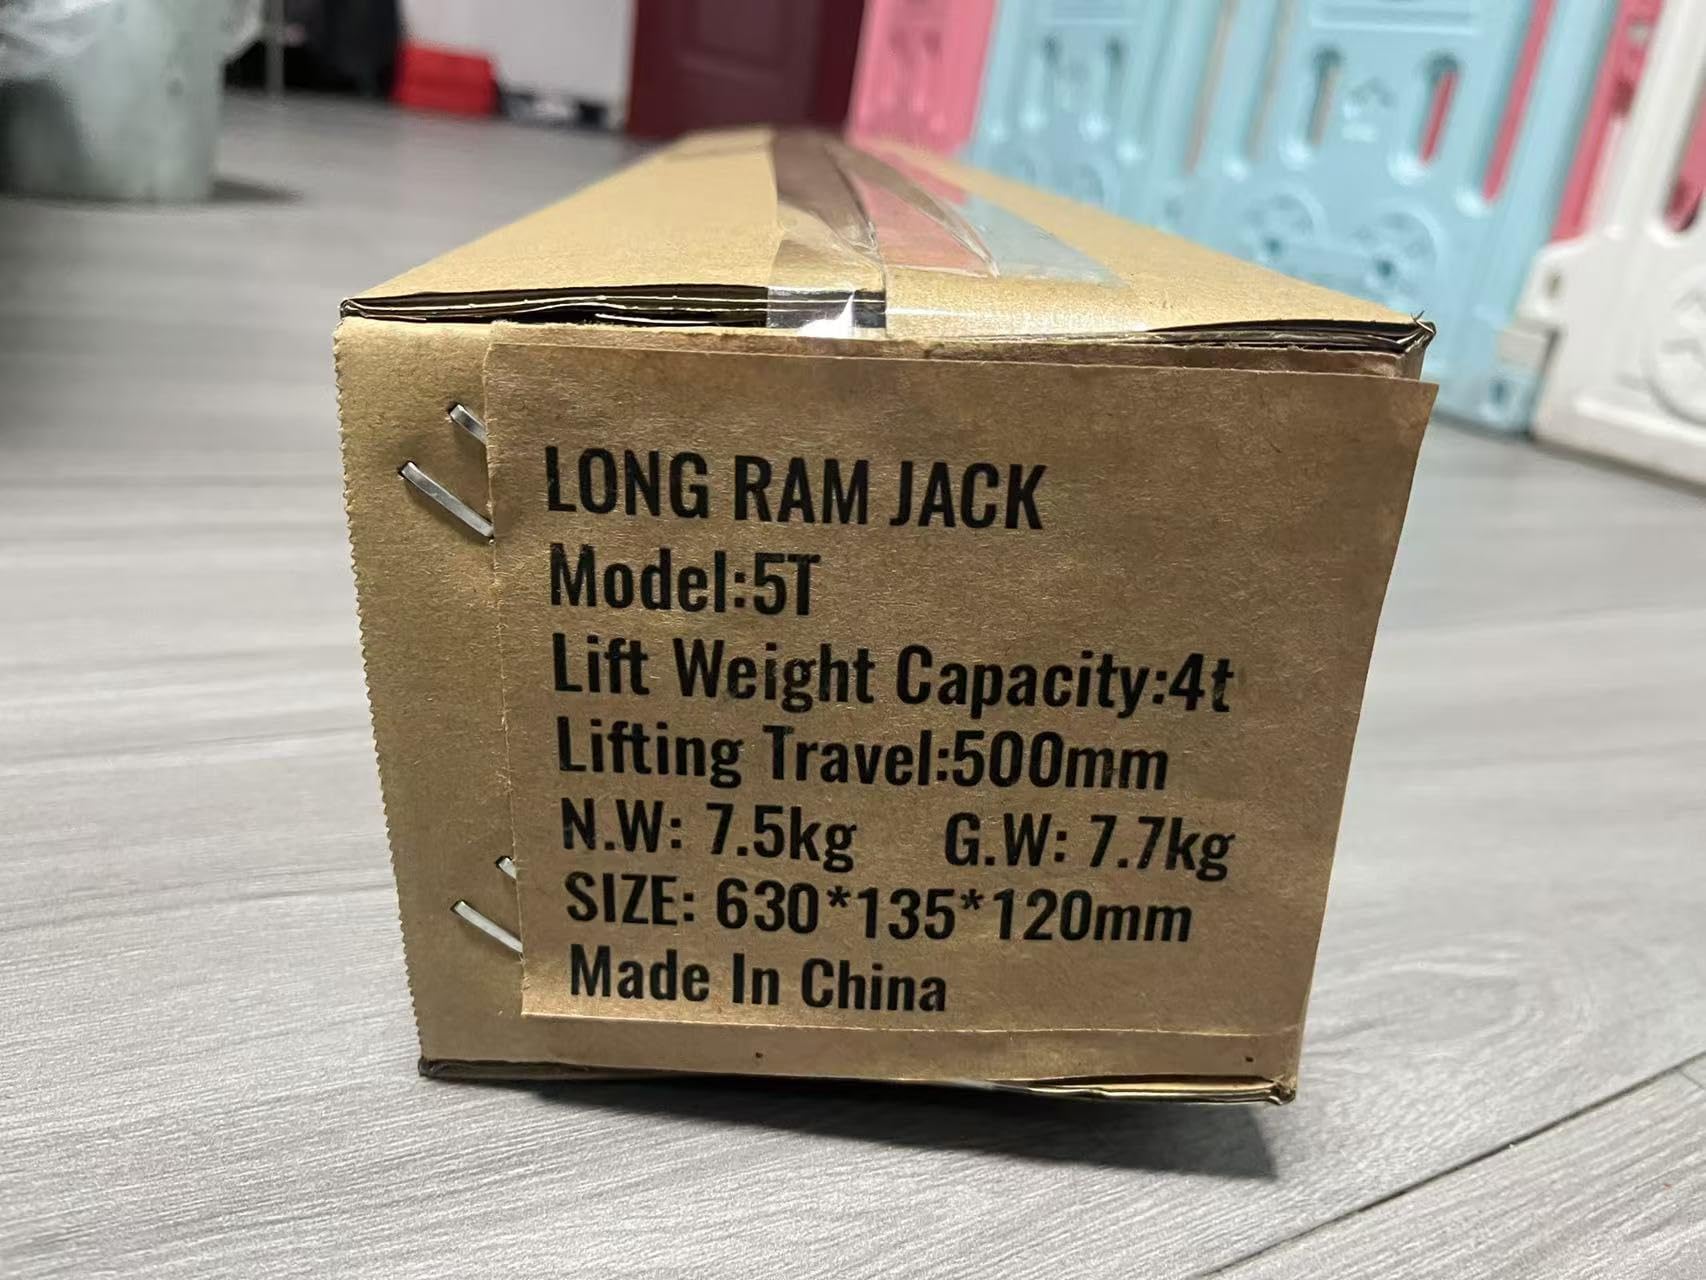 LONG RAM JACK
Model:5T
Lift Weight Capacity:4t
Lifting Travel:500mm
N.W: 7.5kg G.W: 7.7kg
SIZE: 630*135*120mm
Made In China